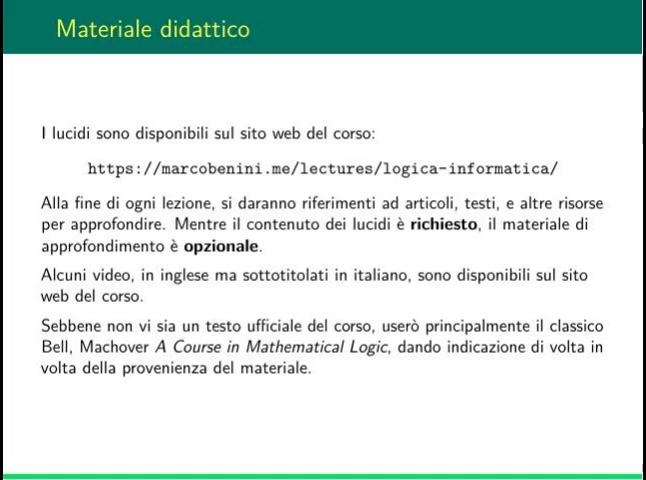 Materiale didattico
I lucidi sono disponibili sul sito web del corso:
https://marcobenini.me/lectures/logica-informatica/
Alla fine di ogni lezione, si daranno riferimenti ad articoli, testi, e altre risorse
per approfondire. Mentre il contenuto dei lucidi è richiesto, il materiale di
approfondimento è opzionale.
Alcuni video, in inglese ma sottotitolati in italiano, sono disponibili sul sito
web del corso.
Sebbene non vi sia un testo ufficiale del corso, userò principalmente il classico
Bell, Machover A Course in Mathematical Logic, dando indicazione di volta in
volta della provenienza del materiale.